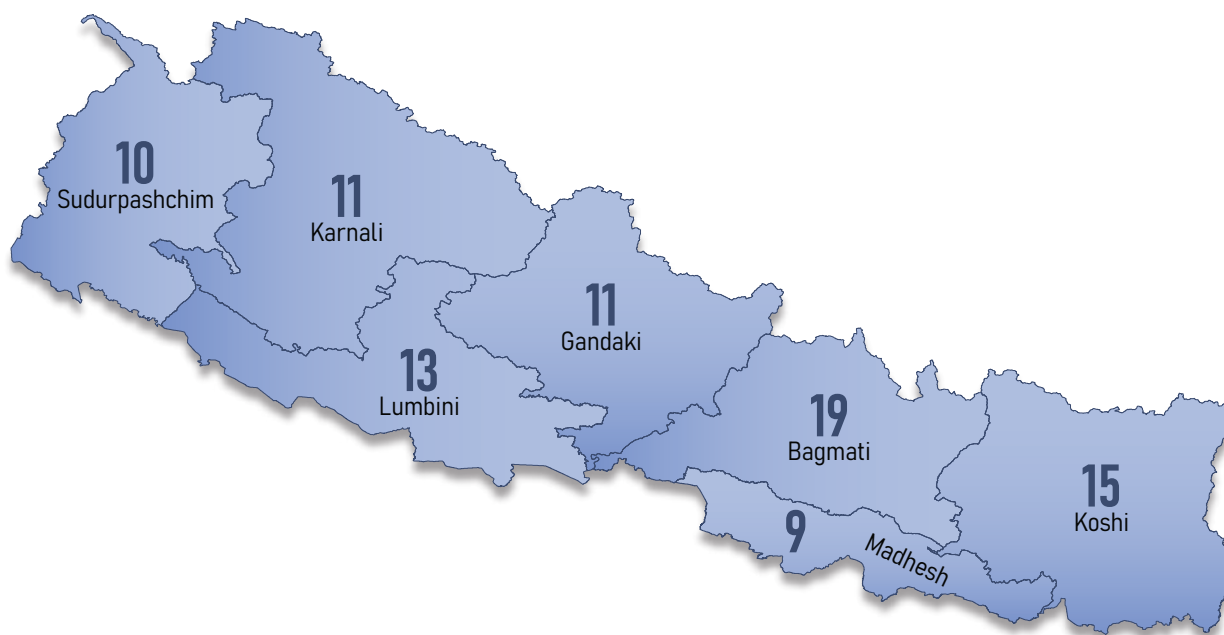 10
Sudurpashchim
11
Karnali
11
Gandaki
13
Lumbini
19
Bagmati
15
Koshi
9
Madhesh